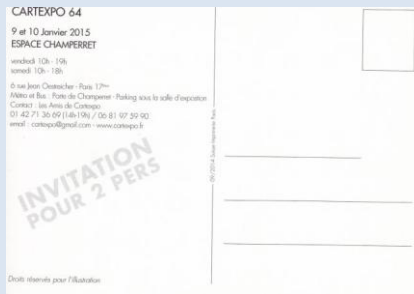 CARTEXPO 64
9 et 10 Janvier 2015
ESPACE CHAMPERRET
vendredi 10h - 19h
samedi 10h - 18h
6 rue Jean Oestreicher - Paris 17ème
Métro et Bus : Porte de Champerret - Parking sous la salle d'exposition
Contact : Les Amis de Cartexpo
01 42 71 36 69 (14h-19h) / 06 81 97 59 90
email : cartexpo@gmail.com - www.cartexpo.fr
INVITATION
POUR 2 PERS
Droits réservés pour l'illustration
09/2014
Paris